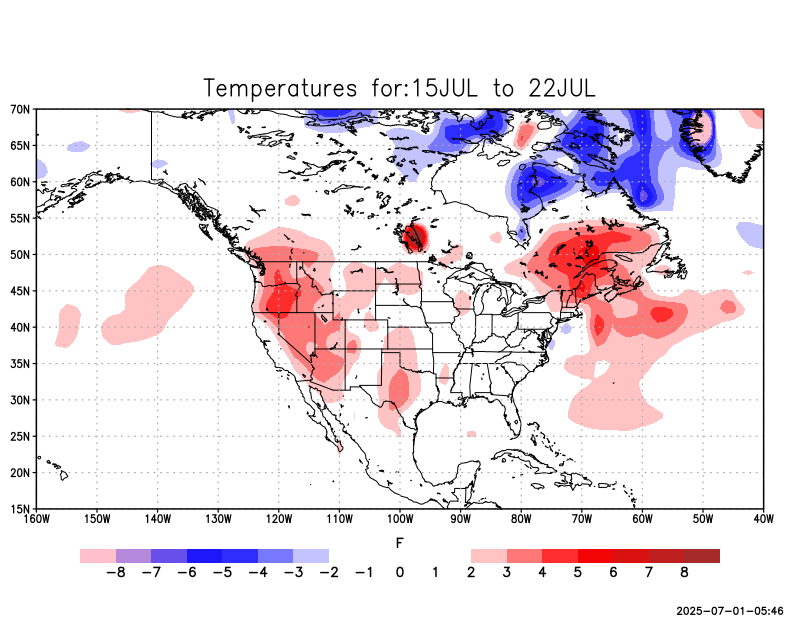 Temperatures for:15JUL to 22JUL
70N
65N
60N
55N
50N
45N
40N
35N
30N
25N
20N
15N
160W 150W 140W 130W 120W 110W 100W 90W 80W 70W 60W 50W 40W
F
-8 -7 -6 -5 -4 -3 -2 -1 0 1 2 3 4 5 6 7 8
2025-07-01-05:46